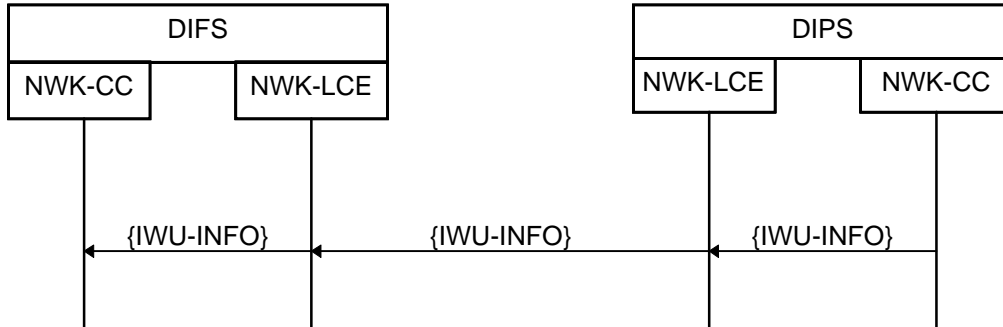 DIFS
DIPS
NWK-CC
NWK-LCE
NWK-LCE
NWK-CC
{IWU-INFO}
{IWU-INFO}
{IWU-INFO}